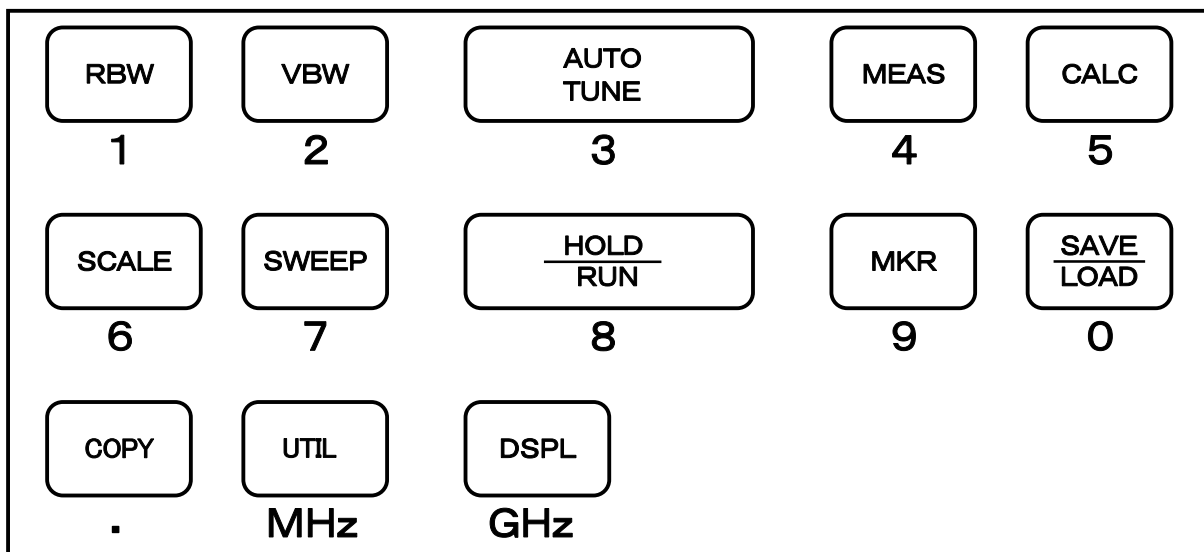 RBW VBW AUTO TUNE MEAS CALC
1 2 3 4 5
SCALE SWEEP HOLD RUN MKR SAVE LOAD
6 7 8 9 0
COPY UTIL DSPL
. MHz GHz